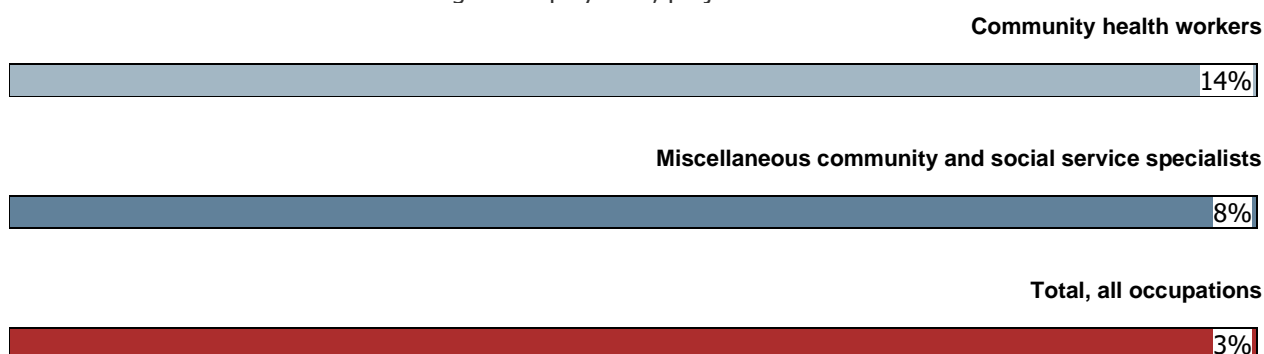 Community health workers
14%
Miscellaneous community and social service specialists
8%
Total, all occupations
3%